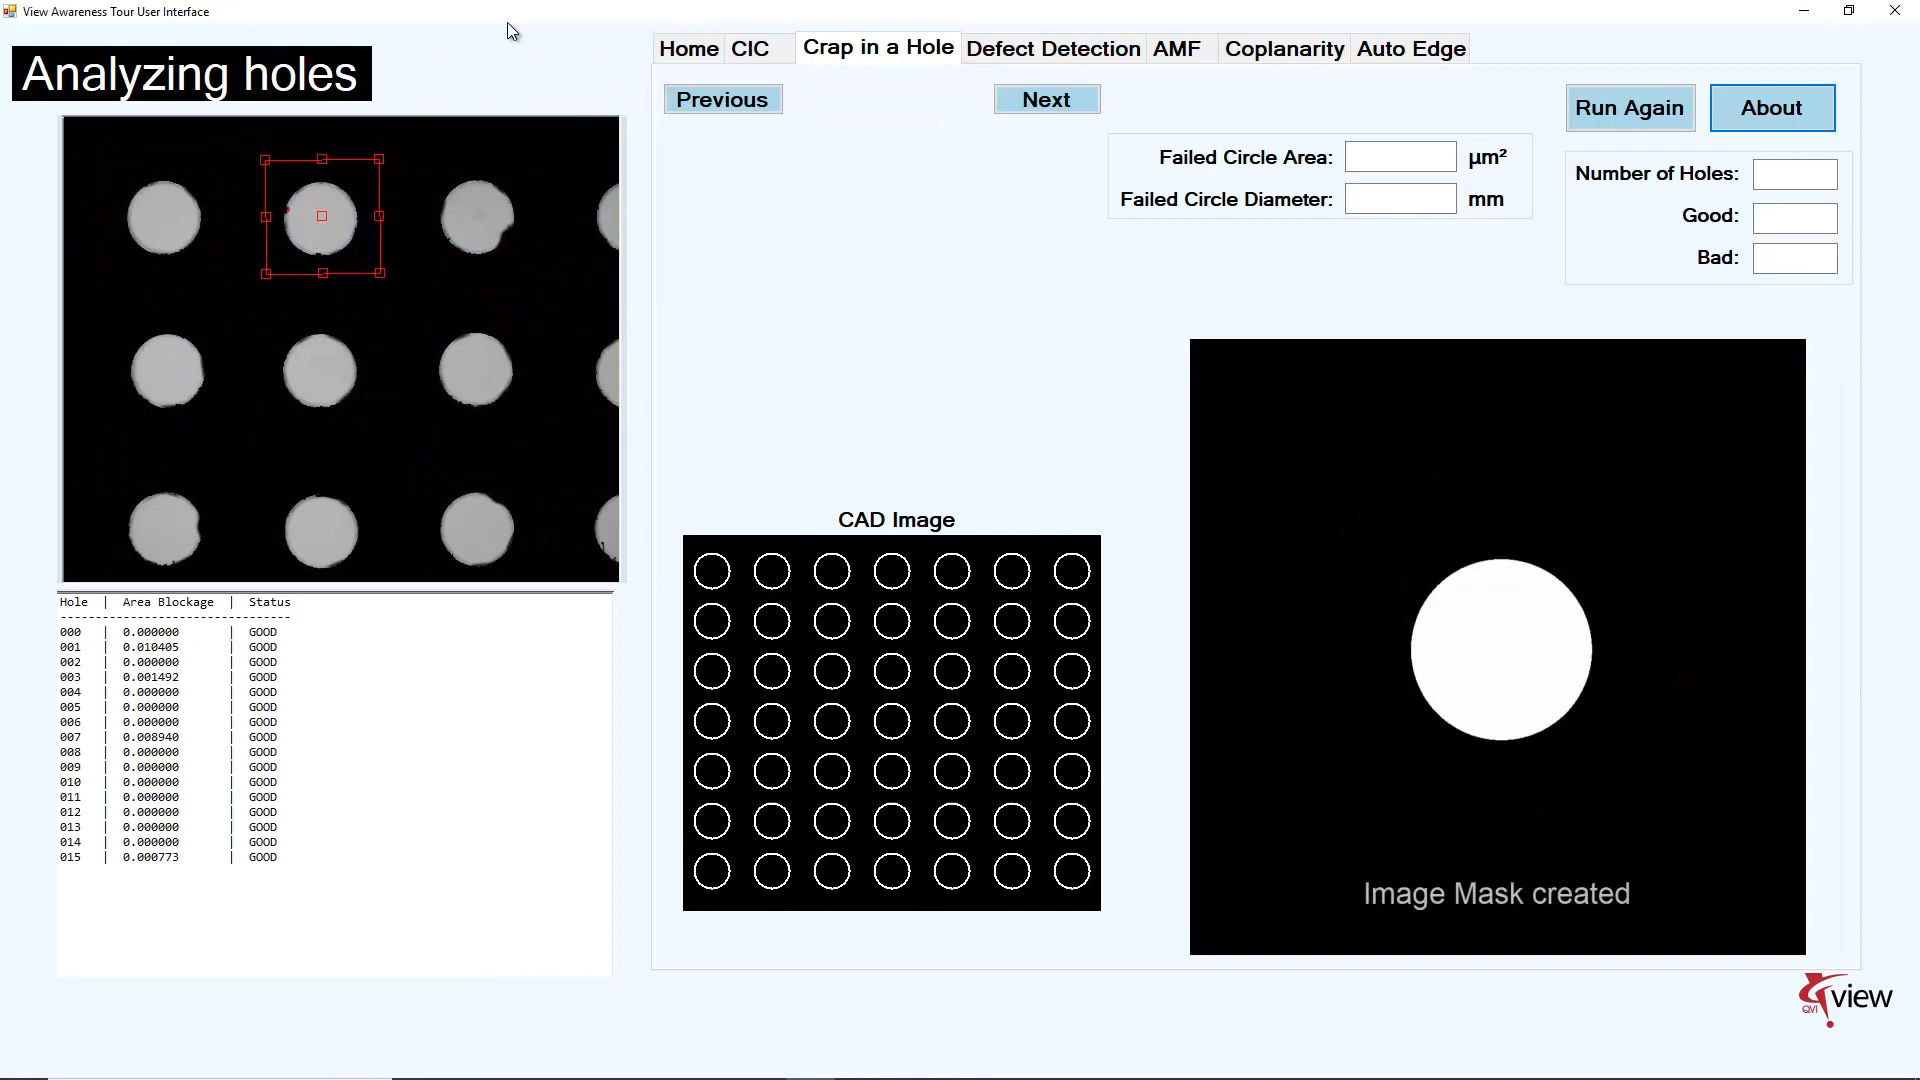 View Awareness Tour User Interface
Analyzing holes
Home CIC Crap in a Hole Defect Detection AMF Coplanarity Auto Edge
Previous Next
Run Again About
Failed Circle Area: µm²
Failed Circle Diameter: mm
Number of Holes:
Good:
Bad:
Hole | Area Blockage | Status
---------------------------------
000 | 0.000000 | GOOD
001 | 0.010405 | GOOD
002 | 0.000000 | GOOD
003 | 0.001492 | GOOD
004 | 0.000000 | GOOD
005 | 0.000000 | GOOD
006 | 0.000000 | GOOD
007 | 0.008940 | GOOD
008 | 0.000000 | GOOD
009 | 0.000000 | GOOD
010 | 0.000000 | GOOD
011 | 0.000000 | GOOD
012 | 0.000000 | GOOD
013 | 0.000000 | GOOD
014 | 0.000000 | GOOD
015 | 0.000773 | GOOD
CAD Image
Image Mask created
QVI view